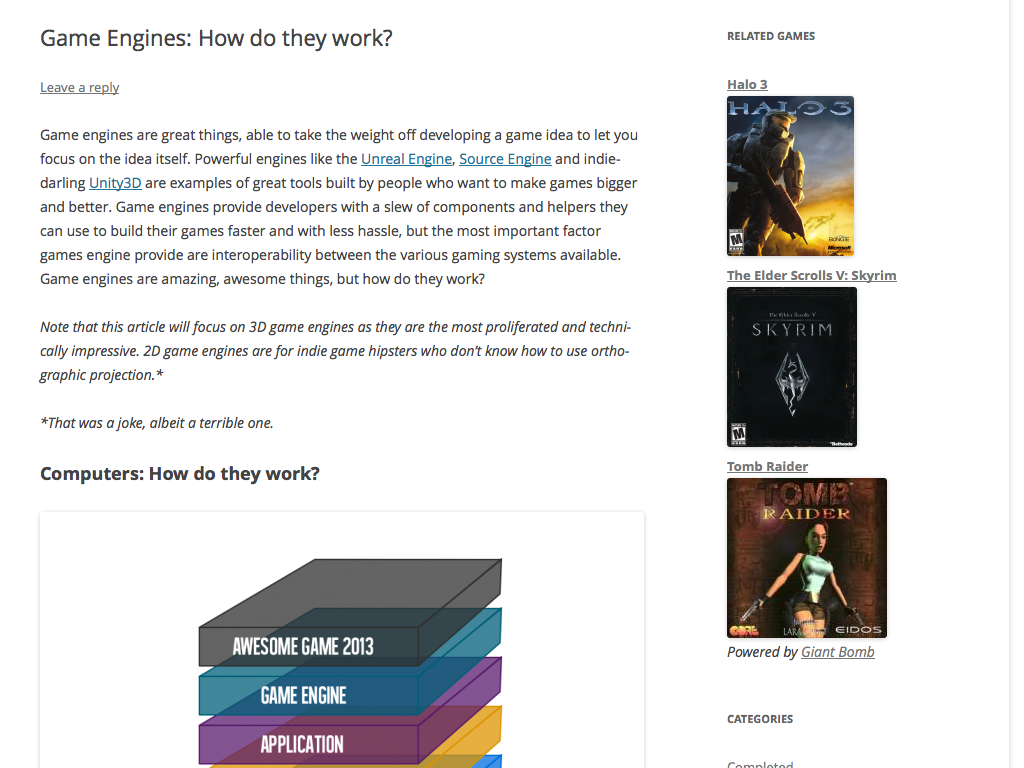 Game Engines: How do they work?
Leave a reply
Game engines are great things, able to take the weight off developing a game idea to let you
focus on the idea itself. Powerful engines like the Unreal Engine, Source Engine and indie-
darling Unity3D are examples of great tools built by people who want to make games bigger
and better. Game engines provide developers with a slew of components and helpers they
can use to build their games faster and with less hassle, but the most important factor
games engine provide are interoperability between the various gaming systems available.
Game engines are amazing, awesome things, but how do they work?
Note that this article will focus on 3D game engines as they are the most proliferated and techni-
cally impressive. 2D game engines are for indie game hipsters who don't know how to use ortho-
graphic projection.*
*That was a joke, albeit a terrible one.
Computers: How do they work?
AWESOME GAME 2013
GAME ENGINE
APPLICATION
RELATED GAMES
Halo 3
HALO 3
M
BUNGIE
Microsoft
The Elder Scrolls V: Skyrim
The Elder Scrolls V
SKYRIM
M
Bethesda
Tomb Raider
TOMB
RAIDER
CORE
EIDOS
Powered by Giant Bomb
CATEGORIES
Completed